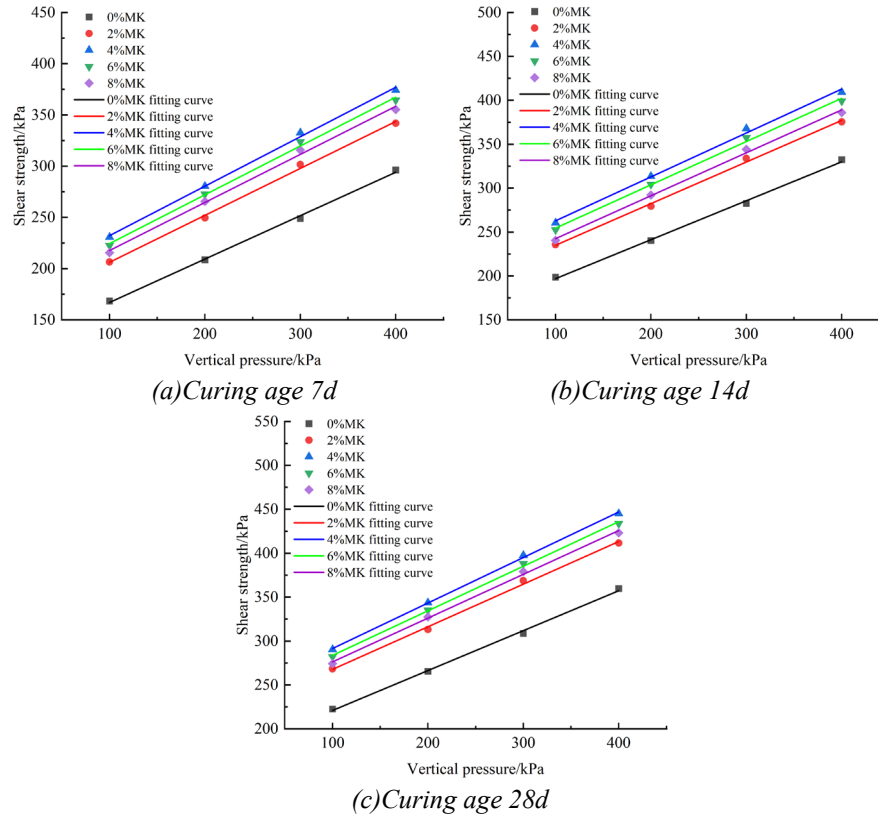 0%MK
2%MK
4%MK
6%MK
8%MK
0%MK fitting curve
2%MK fitting curve
4%MK fitting curve
6%MK fitting curve
8%MK fitting curve
450
400
350
300
250
200
150
Shear strength/kPa
100 200 300 400
Vertical pressure/kPa
(a)Curing age 7d
0%MK
2%MK
4%MK
6%MK
8%MK
0%MK fitting curve
2%MK fitting curve
4%MK fitting curve
6%MK fitting curve
8%MK fitting curve
500
450
400
350
300
250
200
150
Shear strength/kPa
100 200 300 400
Vertical pressure/kPa
(b)Curing age 14d
0%MK
2%MK
4%MK
6%MK
8%MK
0%MK fitting curve
2%MK fitting curve
4%MK fitting curve
6%MK fitting curve
8%MK fitting curve
550
500
450
400
350
300
250
200
Shear strength/kPa
100 200 300 400
Vertical pressure/kPa
(c)Curing age 28d